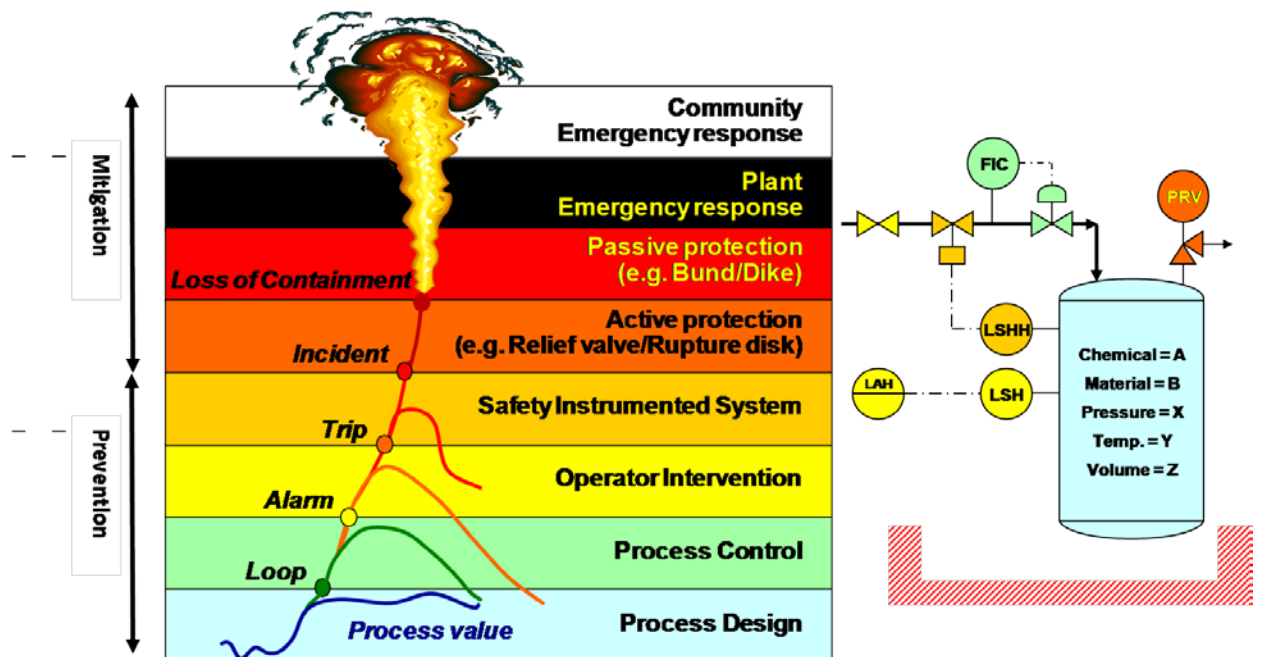 Mitigation
Prevention
Community
Emergency response
Plant
Emergency response
Passive protection
(e.g. Bund/Dike)
Loss of Containment
Active protection
(e.g. Relief valve/Rupture disk)
Incident
Safety Instrumented System
Trip
Operator Intervention
Alarm
Process Control
Loop
Process value
Process Design
FIC
PRV
LSHH
LAH
LSH
Chemical = A
Material = B
Pressure = X
Temp. = Y
Volume = Z